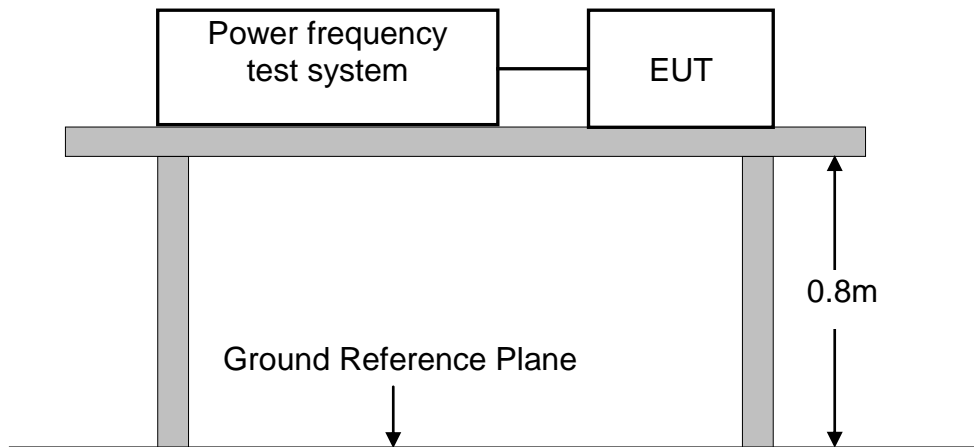 Power frequency
test system
EUT
0.8m
Ground Reference Plane